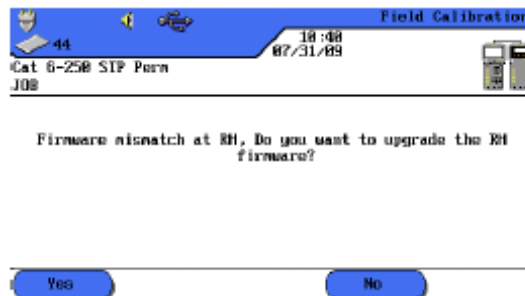 Field Calibration
44
10:40
07/31/09
Cat 6-250 STP Perm
JOB
Firmware mismatch at RH, Do you want to upgrade the RH
firmware?
Yes
No